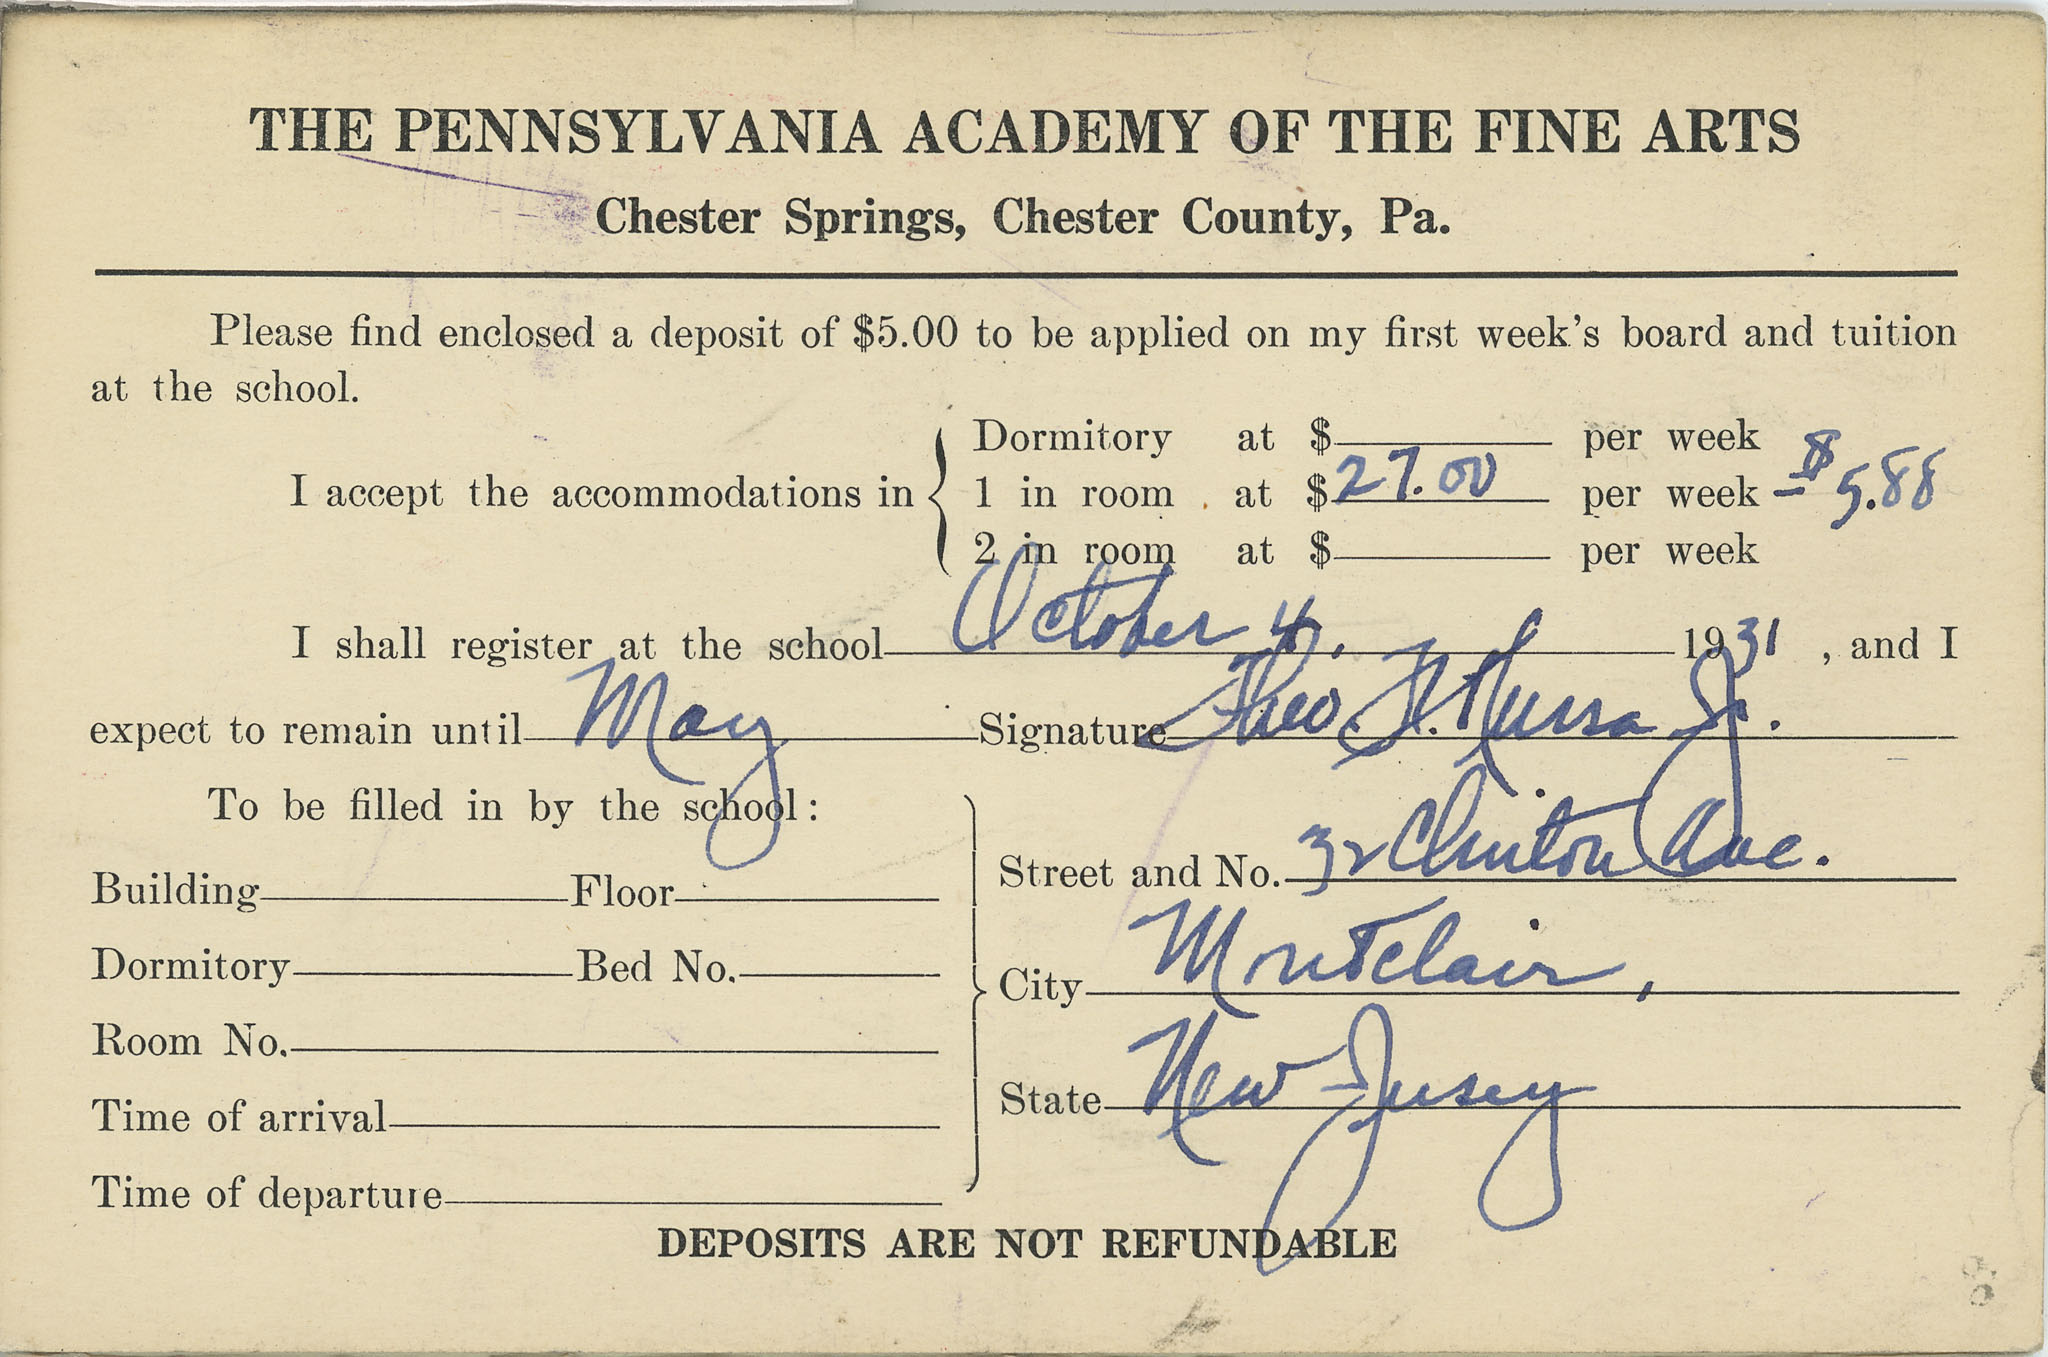 THE PENNSYLVANIA ACADEMY OF THE FINE ARTS
Chester Springs, Chester County, Pa.
Please find enclosed a deposit of $5.00 to be applied on my first week's board and tuition
at the school.
Dormitory at $ per week
I accept the accommodations in 1 in room at $27.00 per week - $5.88
2 in room at $ per week
I shall register at the school October 4, 1931, and I
expect to remain until May Signature Theo. F. Jr.
To be filled in by the school:
Street and No. 32 Clinton Ave.
Building Floor
City Montclair,
Dormitory Bed No.
Room No.
State New Jersey
Time of arrival
Time of departure
DEPOSITS ARE NOT REFUNDABLE